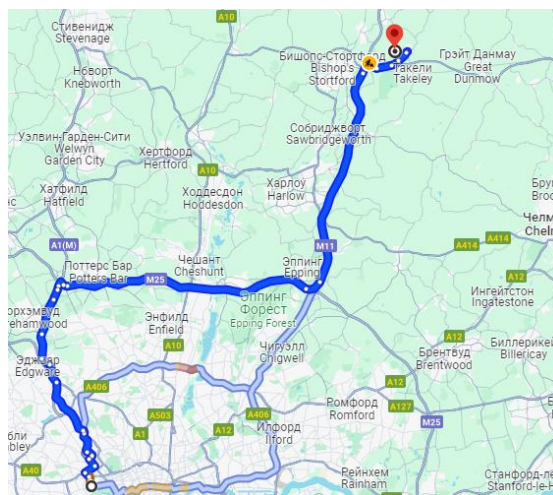 A10
Стивенидж
Stevenage
Бишопс-Стортфорд
Bishop's
Stortford
Грэйт Данмау
Great
Dunmow
Такели
Takeley
Нбворт
Knebworth
Собриджворт
Sawbridgeworth
Уэлвин-Гарден-Сити
Welwyn
Garden City
Хертфорд
Hertford
A10
Харлоу
Harlow
Ходдесдон
Hoddesdon
Хатфилд
Hatfield
A1(M)
M11
A414
A414
Поттерс Бар
Potters Bar
M25
Чешант
Cheshunt
Эппинг
Epping
A12
Эппинг
Форест
Epping Forest
Ингейтстон
Ingatestone
Энфилд
Enfield
Чигуэлл
Chigwell
Эджуэр
Edgware
A10
Брентвуд
Brentwood
Биллерикей
Billericay
A12
A406
A503
A406
Ромфорд
Romford
A127
A1
A12
Илфорд
Ilford
M25
A40
Рейнхем
Rainham